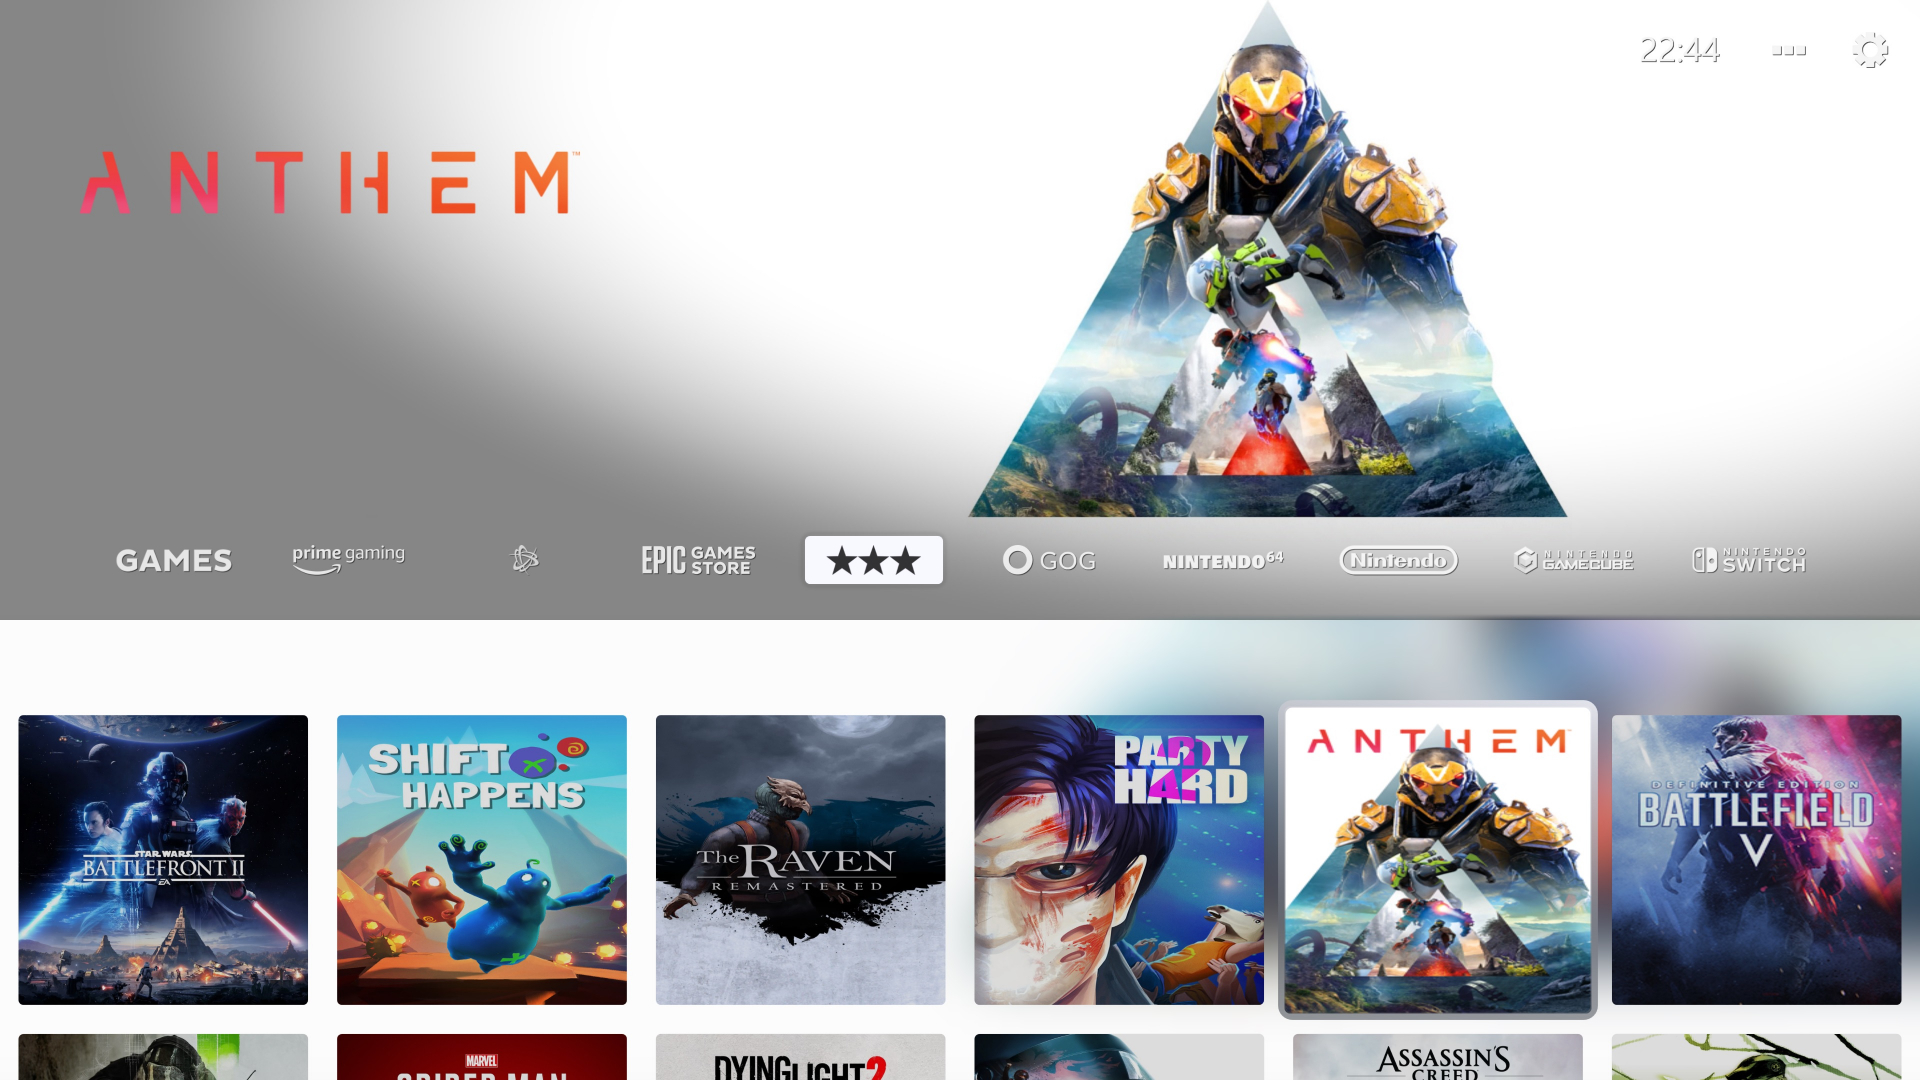 22:44
ANTHEM™
GAMES
prime gaming
EPIC GAMES
STORE
GOG
NINTENDO64
Nintendo
NINTENDO
GAMECUBE
NINTENDO
SWITCH
STAR WARS
BATTLEFRONT II
EA
SHIFT
HAPPENS
The RAVEN
REMASTERED
PARTY
HARD
2
ANTHEM
DEFINITIVE EDITION
BATTLEFIELD
V
MARVEL
SPIDER-MAN
DYING LIGHT 2
ASSASSIN'S
CREED